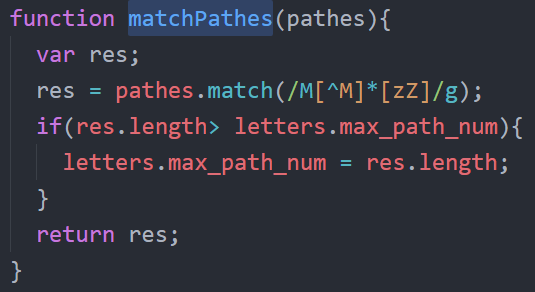 function matchPathes(pathes){
  var res;
  res = pathes.match(/M[^M]*[zZ]/g);
  if(res.length> letters.max_path_num){
    letters.max_path_num = res.length;
  }
  return res;
}